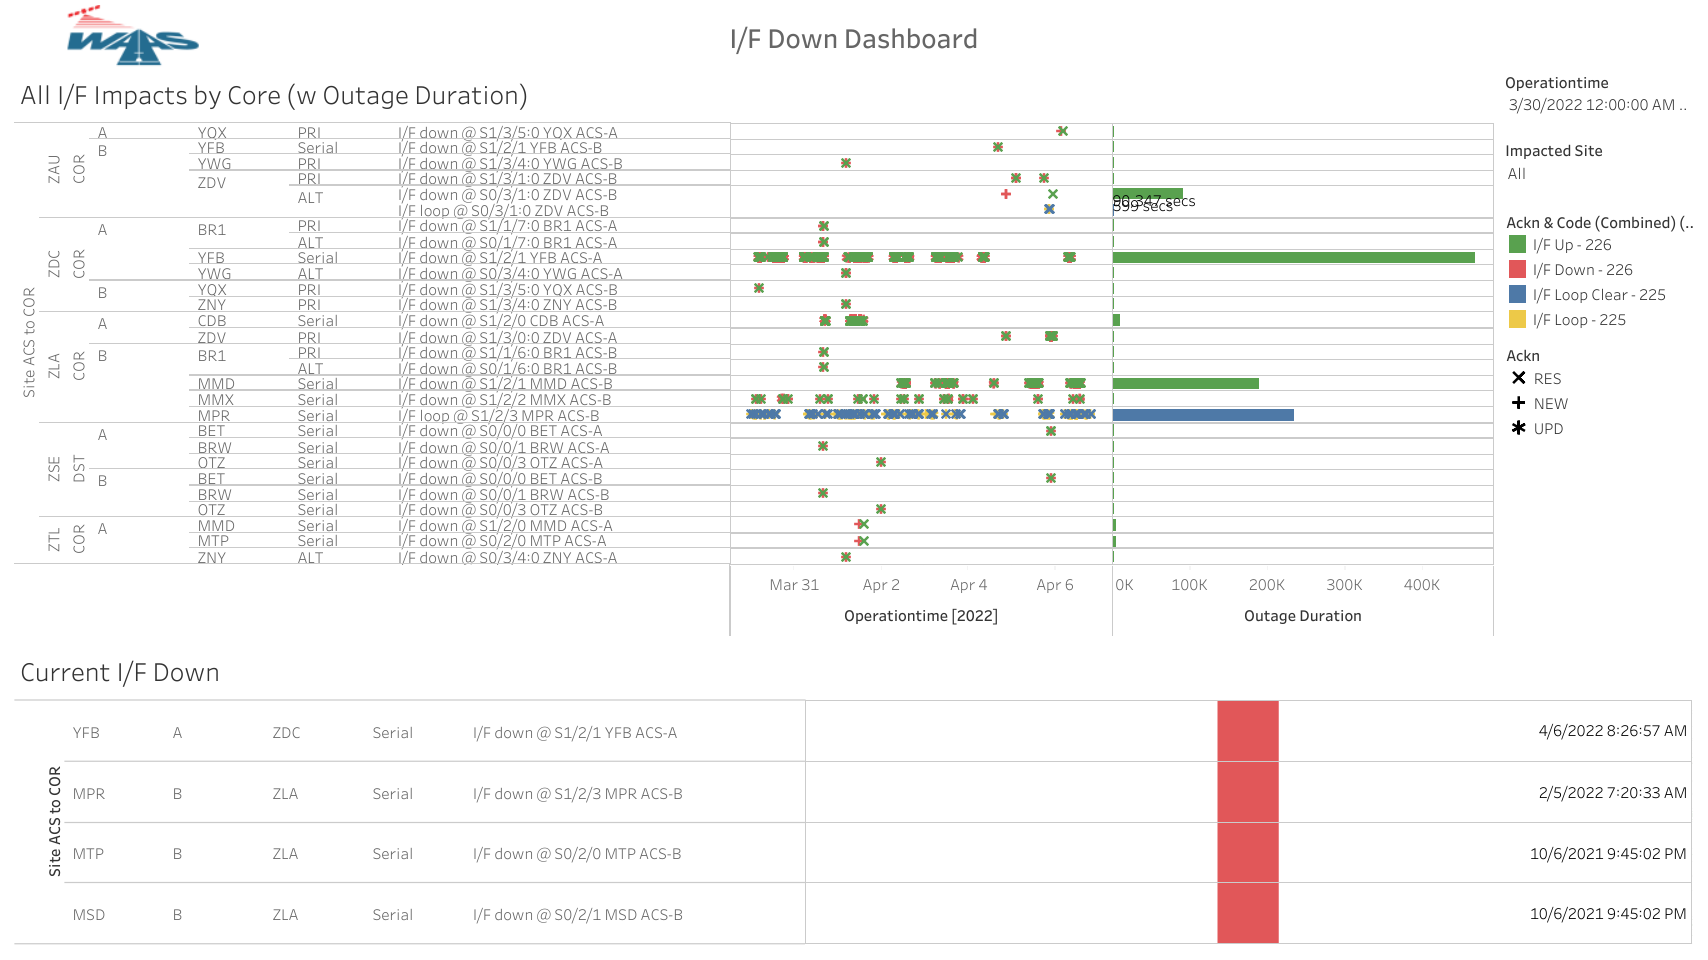 WAAS
I/F Down Dashboard
All I/F Impacts by Core (w Outage Duration)
Site ACS to COR
ZAU COR A YQX PRI I/F down @ S1/3/5:0 YQX ACS-A
B YFB Serial I/F down @ S1/2/1 YFB ACS-B
YWG PRI I/F down @ S1/3/4:0 YWG ACS-B
ZDV PRI I/F down @ S1/3/1:0 ZDV ACS-B
ALT I/F down @ S0/3/1:0 ZDV ACS-B
90,347 secs
I/F loop @ S0/3/1:0 ZDV ACS-B
399 secs
ZDC COR A BR1 PRI I/F down @ S1/1/7:0 BR1 ACS-A
ALT I/F down @ S0/1/7:0 BR1 ACS-A
YFB Serial I/F down @ S1/2/1 YFB ACS-A
YWG ALT I/F down @ S0/3/4:0 YWG ACS-A
B YQX PRI I/F down @ S1/3/5:0 YQX ACS-B
ZNY PRI I/F down @ S1/3/4:0 ZNY ACS-B
ZLA COR A CDB Serial I/F down @ S1/2/0 CDB ACS-A
ZDV PRI I/F down @ S1/3/0:0 ZDV ACS-A
B BR1 PRI I/F down @ S1/1/6:0 BR1 ACS-B
ALT I/F down @ S0/1/6:0 BR1 ACS-B
MMD Serial I/F down @ S1/2/1 MMD ACS-B
MMX Serial I/F down @ S1/2/2 MMX ACS-B
MPR Serial I/F loop @ S1/2/3 MPR ACS-B
ZSE DST A BET Serial I/F down @ S0/0/0 BET ACS-A
BRW Serial I/F down @ S0/0/1 BRW ACS-A
OTZ Serial I/F down @ S0/0/3 OTZ ACS-A
B BET Serial I/F down @ S0/0/0 BET ACS-B
BRW Serial I/F down @ S0/0/1 BRW ACS-B
OTZ Serial I/F down @ S0/0/3 OTZ ACS-B
ZTL COR A MMD Serial I/F down @ S1/2/0 MMD ACS-A
MTP Serial I/F down @ S0/2/0 MTP ACS-A
ZNY ALT I/F down @ S0/3/4:0 ZNY ACS-A
Mar 31 Apr 2 Apr 4 Apr 6 0K 100K 200K 300K 400K
Operationtime [2022] Outage Duration
Operationtime
3/30/2022 12:00:00 AM ..
Impacted Site
All
Ackn & Code (Combined) (..
I/F Up - 226
I/F Down - 226
I/F Loop Clear - 225
I/F Loop - 225
Ackn
RES
NEW
UPD
Current I/F Down
Site ACS to COR
YFB A ZDC Serial I/F down @ S1/2/1 YFB ACS-A 4/6/2022 8:26:57 AM
MPR B ZLA Serial I/F down @ S1/2/3 MPR ACS-B 2/5/2022 7:20:33 AM
MTP B ZLA Serial I/F down @ S0/2/0 MTP ACS-B 10/6/2021 9:45:02 PM
MSD B ZLA Serial I/F down @ S0/2/1 MSD ACS-B 10/6/2021 9:45:02 PM